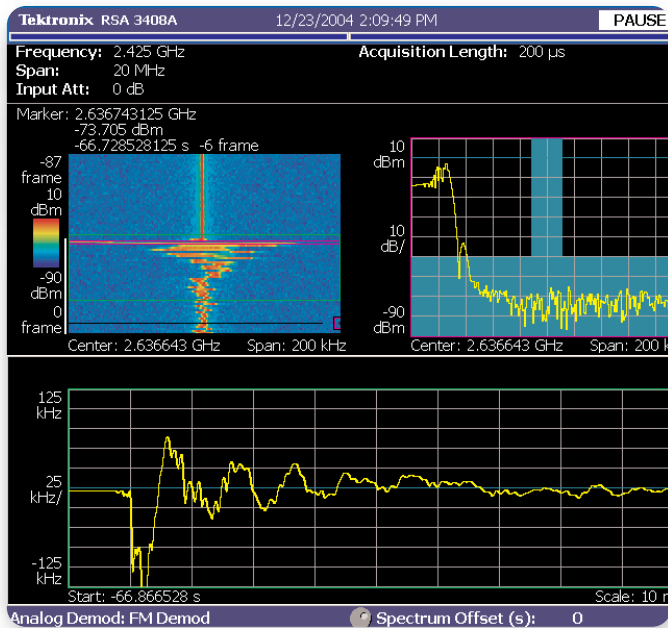 Tektronix RSA 3408A 12/23/2004 2:09:49 PM PAUSE
Frequency: 2.425 GHz Acquisition Length: 200 µs
Span: 20 MHz
Input Att: 0 dB
Marker: 2.636743125 GHz
-73.705 dBm
-66.728528125 s -6 frame
-87
frame
10
dBm
-90
dBm
0
frame
Center: 2.636643 GHz Span: 200 kHz
10
dBm
10
dB/
-90
dBm
Center: 2.636643 GHz Span: 200 k
125
kHz
25
kHz/
-125
kHz
Start: -66.866528 s Scale: 10 m
Analog Demod: FM Demod Spectrum Offset (s): 0